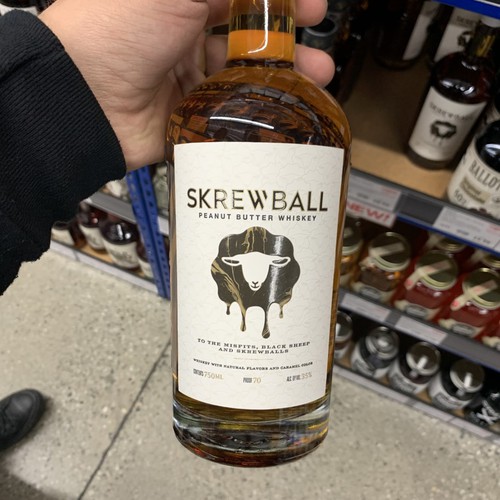 SKREWBALL
PEANUT BUTTER WHISKEY
TO THE MISFITS, BLACK SHEEP
AND SKREWBALLS
WHISKEY WITH NATURAL FLAVORS AND CARAMEL COLOR
750ML PROOF 70 ALC. BY VOL. 35%
SKREWBALL
NEW!